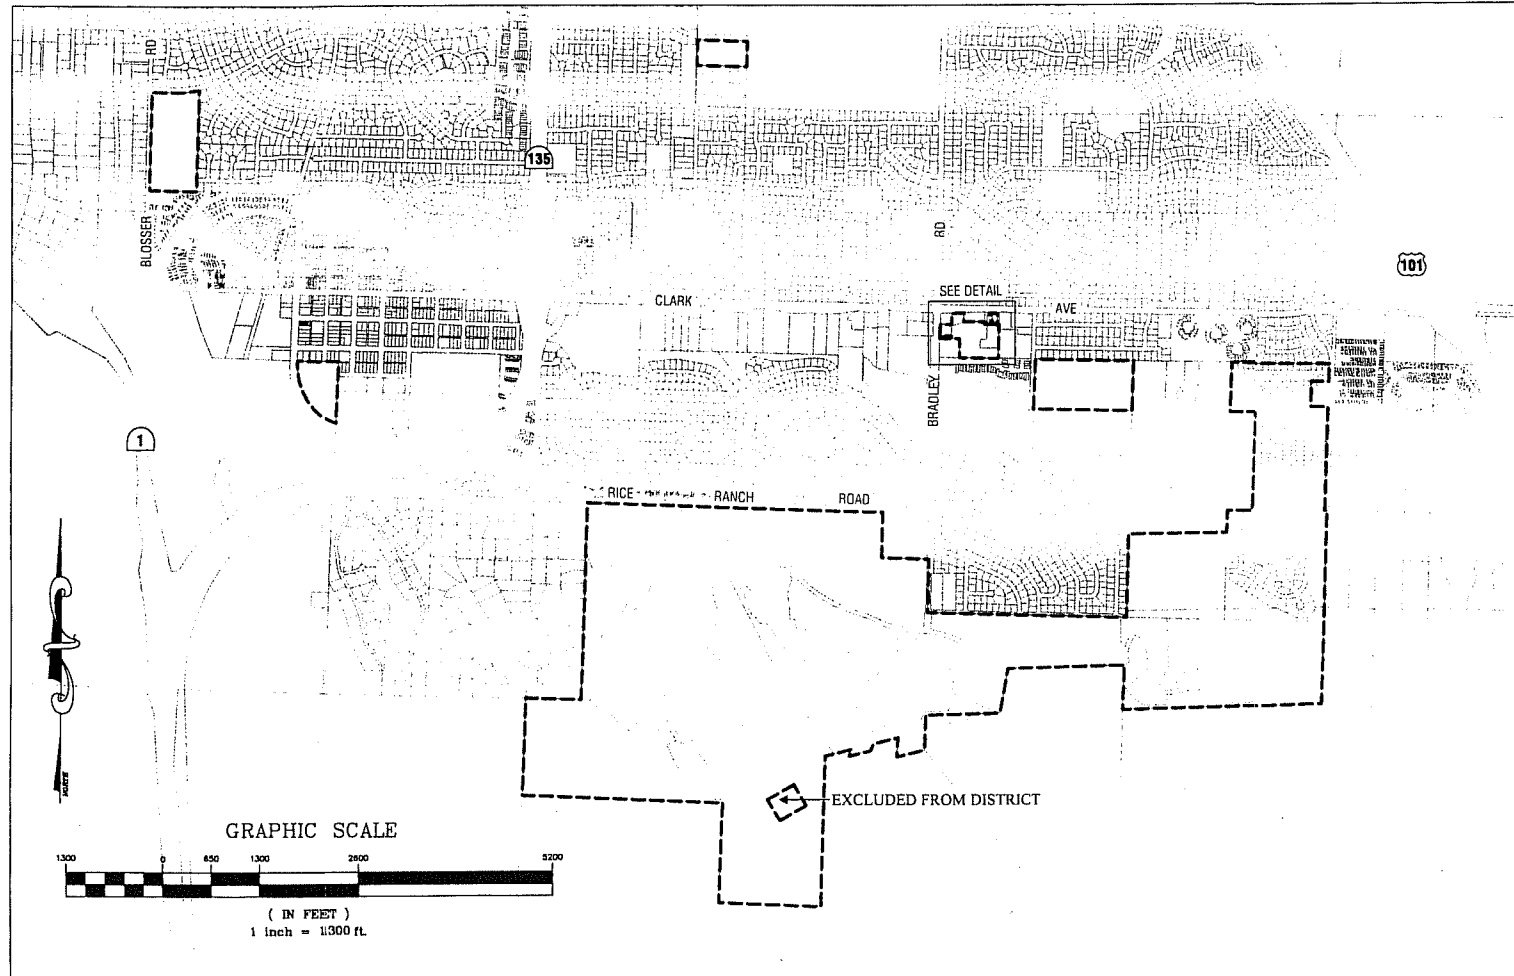 RD
BLOSSER
135
RD
101
SEE DETAIL
CLARK
AVE
BRADLEY
1
RICE
RANCH
ROAD
NORTH
EXCLUDED FROM DISTRICT
GRAPHIC SCALE
1300 0 650 1300 2600 5200
( IN FEET )
1 inch = 1300 ft.